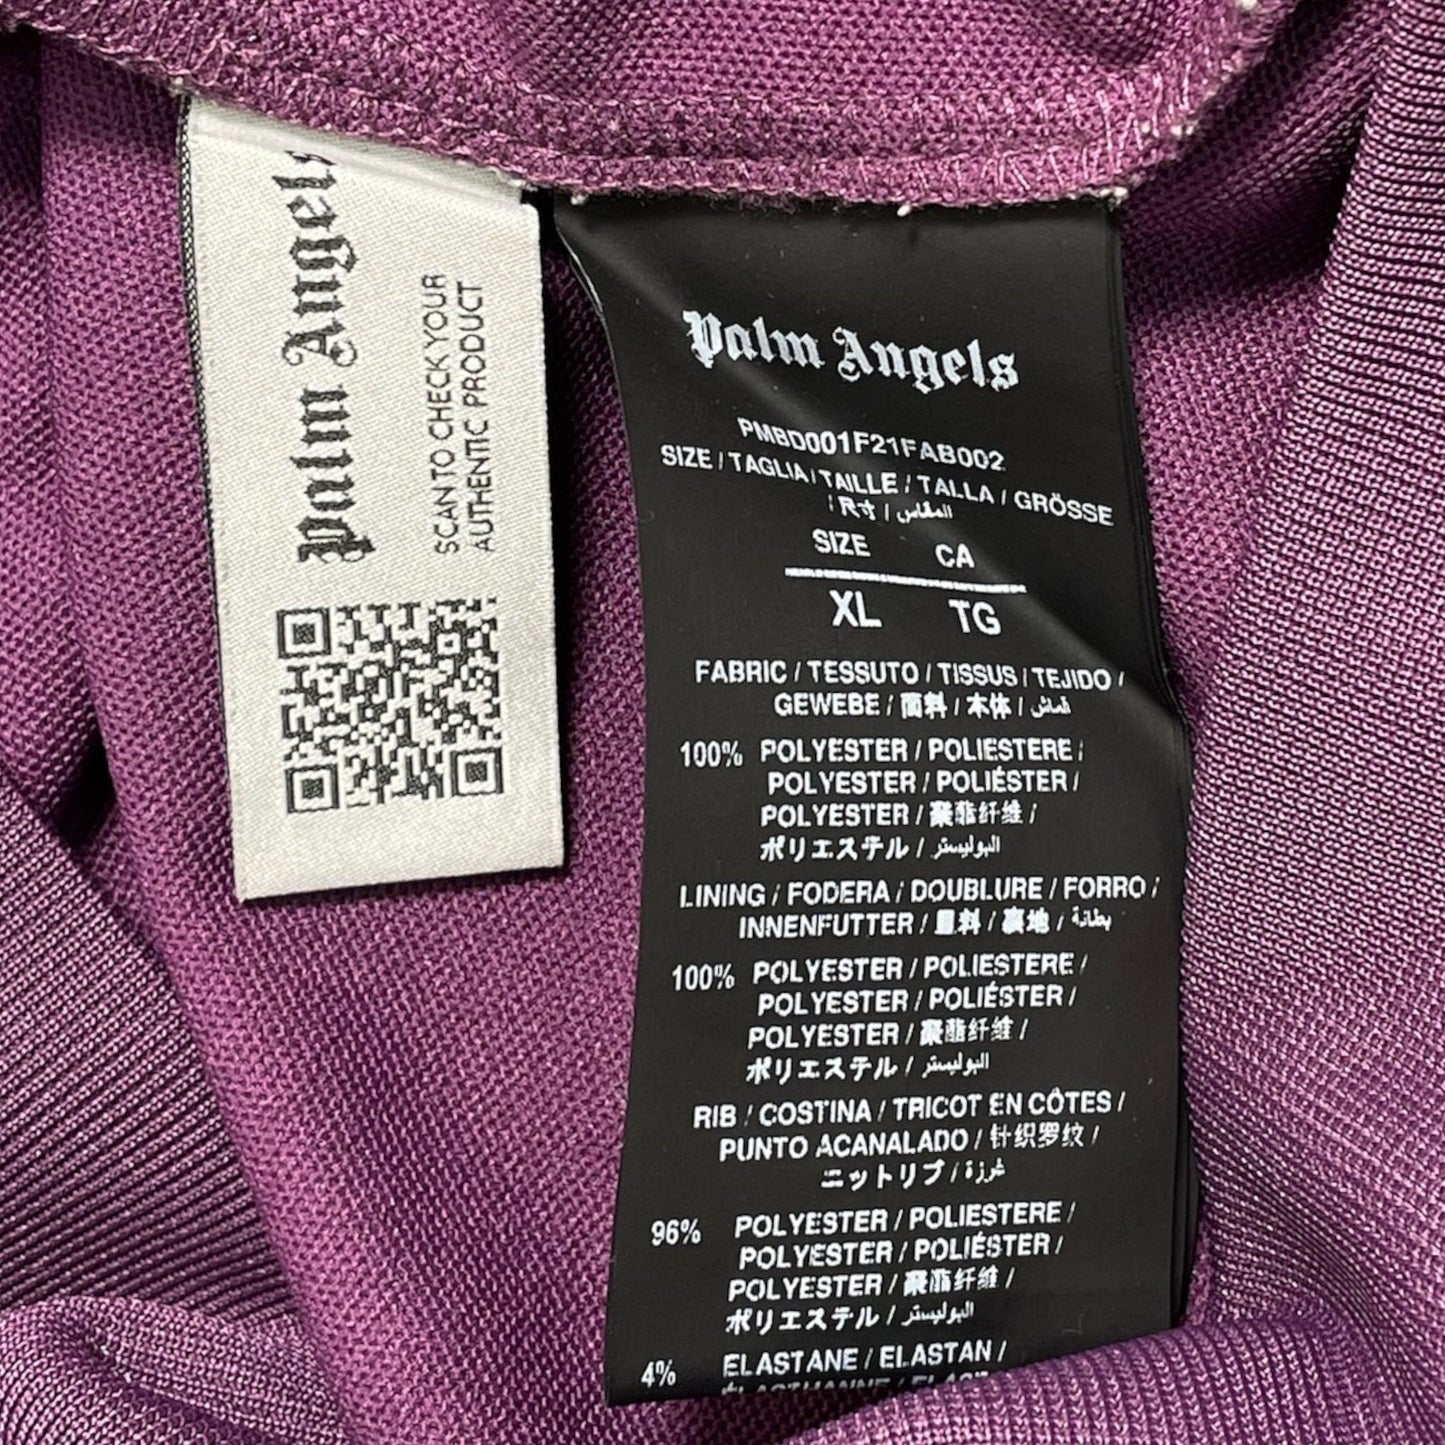 Palm Angels
SCAN TO CHECK YOUR
AUTHENTIC PRODUCT
Palm Angels
PMBD001F21FAB002
SIZE / TAGLIA / TAILLE / TALLA / GRÖSSE
/ 尺寸 / المقاس
SIZE CA
XL TG
FABRIC / TESSUTO / TISSUS / TEJIDO /
GEWEBE / 面料 / 本体 / قماش
100% POLYESTER / POLIESTERE /
POLYESTER / POLIÉSTER /
POLYESTER / 聚酯纤维 /
ポリエステル / البوليستر
LINING / FODERA / DOUBLURE / FORRO /
INNENFUTTER / 里料 / 裏地 / بطانة
100% POLYESTER / POLIESTERE /
POLYESTER / POLIÉSTER /
POLYESTER / 聚酯纤维 /
ポリエステル / البوليستر
RIB / COSTINA / TRICOT EN CÔTES /
PUNTO ACANALADO / 针织罗纹 /
ニットリブ / غرزة
96% POLYESTER / POLIESTERE /
POLYESTER / POLIÉSTER /
POLYESTER / 聚酯纤维 /
ポリエステル / البوليستر
4% ELASTANE / ELASTAN /